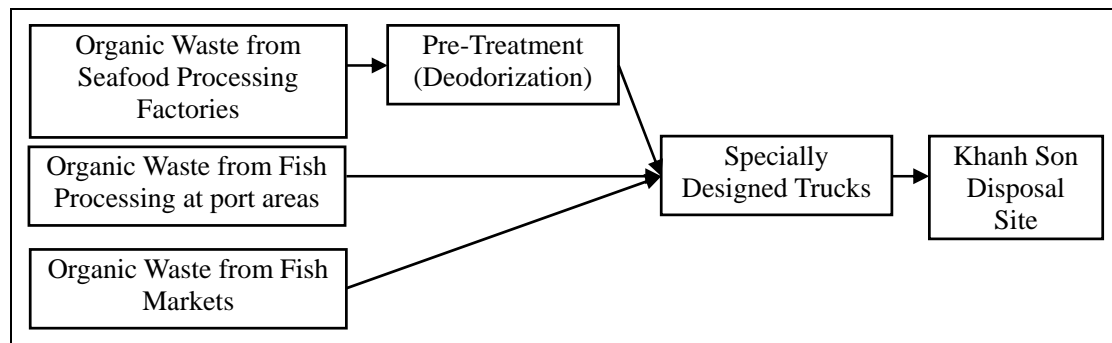 Organic Waste from
Seafood Processing
Factories
Pre-Treatment
(Deodorization)
Organic Waste from Fish
Processing at port areas
Specially
Designed Trucks
Khanh Son
Disposal
Site
Organic Waste from Fish
Markets